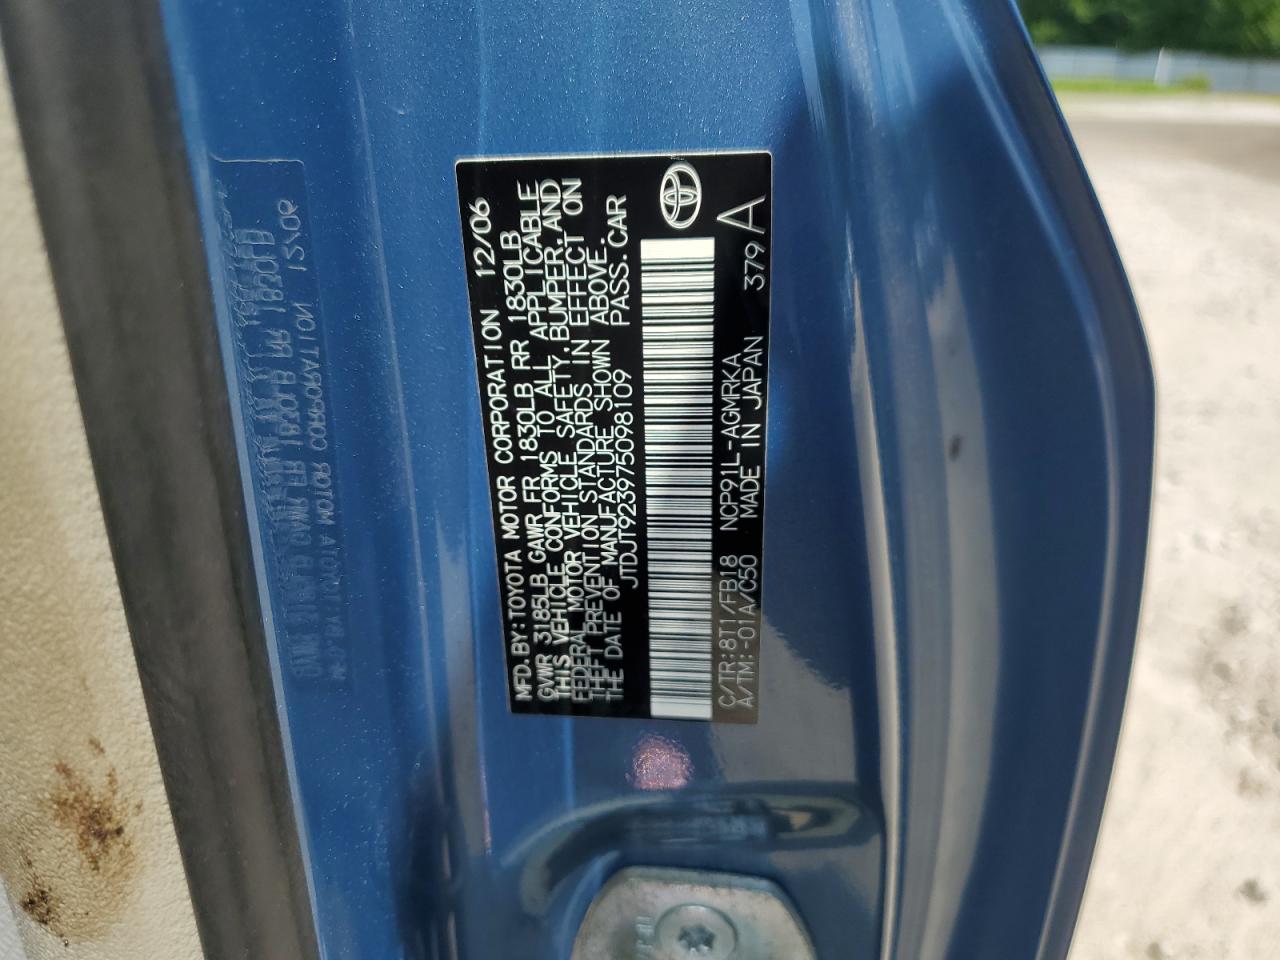 MFD.BY:TOYOTA MOTOR CORPORATION 12/06
GVWR 3185LB GAWR FR 1830LB RR 1830LB
THIS VEHICLE CONFORMS TO ALL APPLICABLE
FEDERAL MOTOR VEHICLE SAFETY,BUMPER,AND
THEFT PREVENTION STANDARDS IN EFFECT ON
THE DATE OF MANUFACTURE SHOWN ABOVE.
JTDJT923975098109 PASS.CAR
C/TR:8T1/FB18 NCP91L-AGMRKA
A/TM:-01A/C50 MADE IN JAPAN 379 A